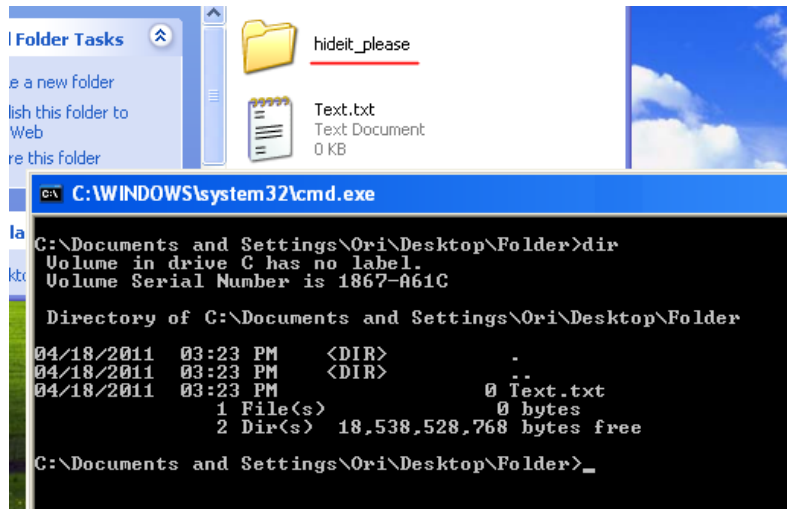 hideit_please
Folder Tasks
a new folder
this folder to
Web
this folder
Text.txt
Text Document
0 KB
C:\WINDOWS\system32\cmd.exe
C:\Documents and Settings\Ori\Desktop\Folder>dir
Volume in drive C has no label.
Volume Serial Number is 1867-A61C
Directory of C:\Documents and Settings\Ori\Desktop\Folder
04/18/2011 03:23 PM <DIR> .
04/18/2011 03:23 PM <DIR> ..
04/18/2011 03:23 PM 0 Text.txt
1 File(s) 0 bytes
2 Dir(s) 18,538,528,768 bytes free
C:\Documents and Settings\Ori\Desktop\Folder>_